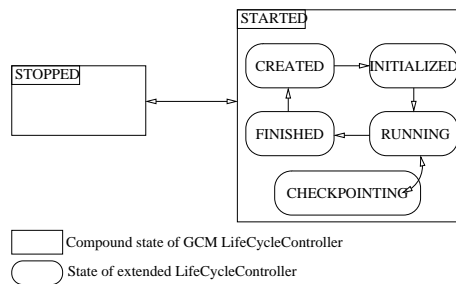 STARTED
STOPPED
CREATED
INITIALIZED
FINISHED
RUNNING
CHECKPOINTING
Compound state of GCM LifeCycleController
State of extended LifeCycleController